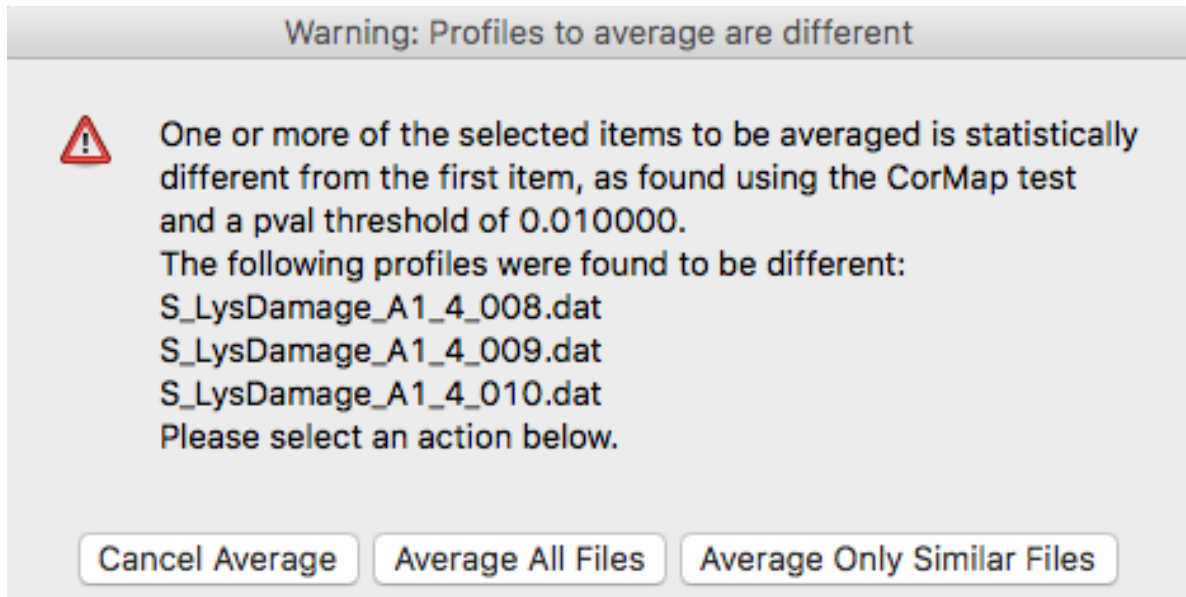 Warning: Profiles to average are different
One or more of the selected items to be averaged is statistically
different from the first item, as found using the CorMap test
and a pval threshold of 0.010000.
The following profiles were found to be different:
S_LysDamage_A1_4_008.dat
S_LysDamage_A1_4_009.dat
S_LysDamage_A1_4_010.dat
Please select an action below.
Cancel Average Average All Files Average Only Similar Files